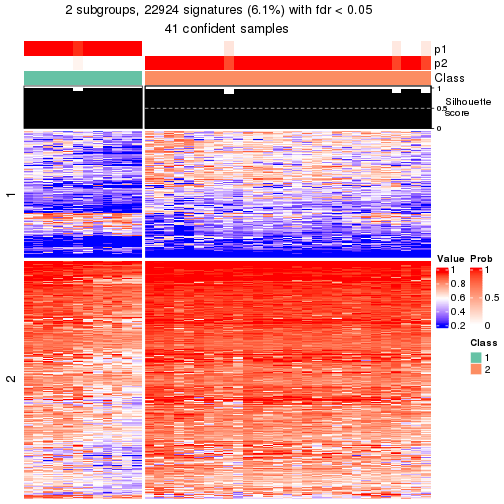 2 subgroups, 22924 signatures (6.1%) with fdr < 0.05
41 confident samples
p1
p2
Class
1
0.5
0
Silhouette
score
1
2
Value
1
0.8
0.6
0.4
0.2
Prob
1
0.5
0
Class
1
2